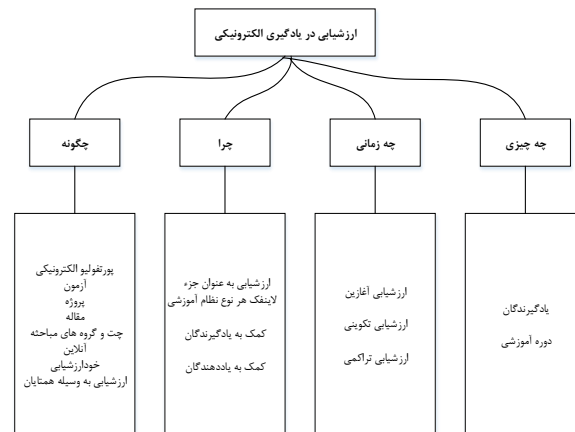 ارزشیابی در یادگیری الکترونیکی
چه چیزی
چه زمانی
چرا
چگونه
یادگیرندگان
دوره آموزشی
ارزشیابی آغازین
ارزشیابی تکوینی
ارزشیابی تراکمی
ارزشیابی به عنوان جزء
لاینفک هر نوع نظام آموزشی
کمک به یادگیرندگان
کمک به یاددهندگان
پورتفولیو الکترونیکی
آزمون
پروژه
مقاله
چت و گروه های مباحثه
آنلاین
خودارزشیابی
ارزشیابی به وسیله همتایان